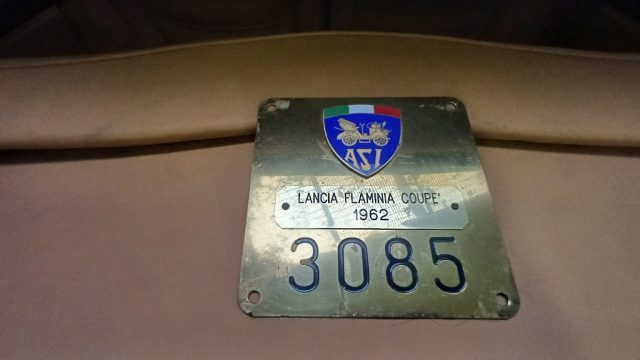 ASI
LANCIA FLAMINIA COUPE'
1962
3085